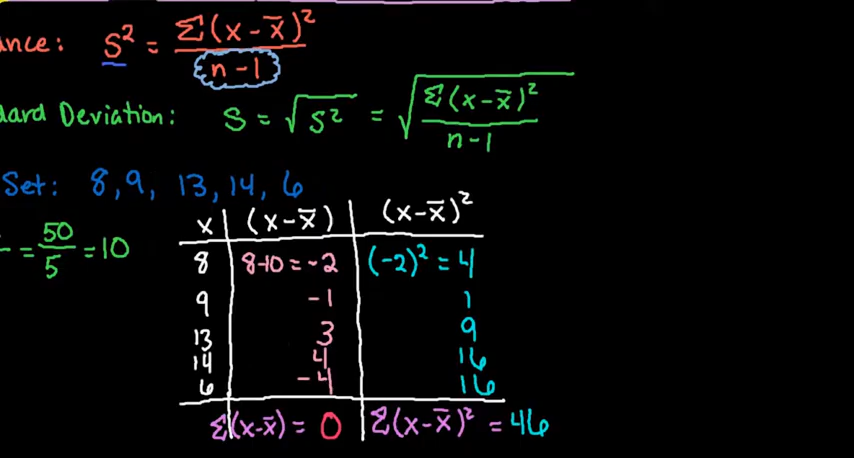 ance: S² = Σ(x - x̄)² / n - 1
dard Deviation: S = √S² = √Σ(x - x̄)² / n - 1
Set: 8, 9, 13, 14, 6
= 50/5 = 10
x (x - x̄) (x - x̄)²
8 8-10 = -2 (-2)² = 4
9 -1 1
13 3 9
14 4 16
6 -4 16
Σ(x - x̄) = 0 Σ(x - x̄)² = 46